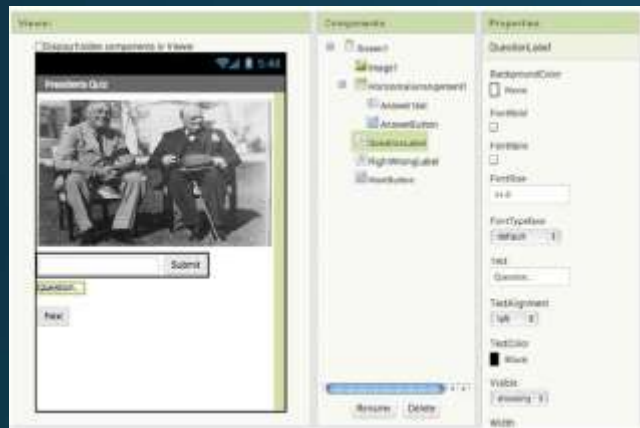 Viewer
Display hidden components in Viewer
5:48
Presidents Quiz
Submit
Question...
Next
Components
Screen1
Image1
HorizontalArrangement1
AnswerText
AnswerButton
QuestionLabel
RightWrongLabel
NextButton
Rename
Delete
Properties
QuestionLabel
BackgroundColor
None
FontBold
FontItalic
FontSize
14.0
FontTypeface
default
Text
Question...
TextAlignment
left
TextColor
Black
Visible
showing
Width